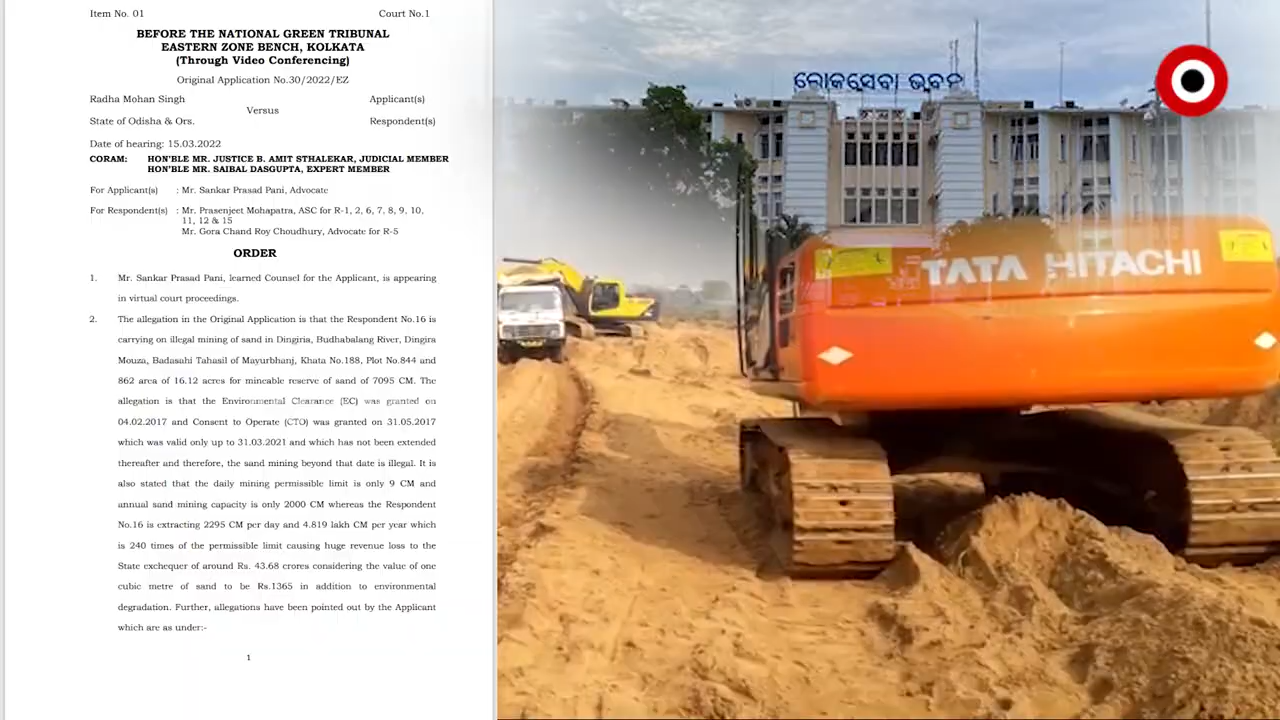 Item No. 01 Court No.1
BEFORE THE NATIONAL GREEN TRIBUNAL
EASTERN ZONE BENCH, KOLKATA
(Through Video Conferencing)
Original Application No.30/2022/EZ
Radha Mohan Singh Applicant(s)
Versus
State of Odisha & Ors. Respondent(s)
Date of hearing: 15.03.2022
CORAM: HON'BLE MR. JUSTICE B. AMIT STHALEKAR, JUDICIAL MEMBER
HON'BLE MR. SAIBAL DASGUPTA, EXPERT MEMBER
For Applicant(s) : Mr. Sankar Prasad Pani, Advocate
For Respondent(s) : Mr. Prasenjeet Mohapatra, ASC for R-1, 2, 6, 7, 8, 9, 10,
11, 12 & 15
Mr. Gora Chand Roy Choudhury, Advocate for R-5
ORDER
1. Mr. Sankar Prasad Pani, learned Counsel for the Applicant, is appearing
in virtual court proceedings.
2. The allegation in the Original Application is that the Respondent No.16 is
carrying on illegal mining of sand in Dingiria, Budhabalang River, Dingira
Mouza, Badasahi Tahasil of Mayurbhanj, Khata No.188, Plot No.844 and
862 area of 16.12 acres for mineable reserve of sand of 7095 CM. The
allegation is that the Environmental Clearance (EC) was granted on
04.02.2017 and Consent to Operate (CTO) was granted on 31.05.2017
which was valid only up to 31.03.2021 and which has not been extended
thereafter and therefore, the sand mining beyond that date is illegal. It is
also stated that the daily mining permissible limit is only 9 CM and
annual sand mining capacity is only 2000 CM whereas the Respondent
No.16 is extracting 2295 CM per day and 4.819 lakh CM per year which
is 240 times of the permissible limit causing huge revenue loss to the
State exchequer of around Rs. 43.68 crores considering the value of one
cubic metre of sand to be Rs.1365 in addition to environmental
degradation. Further, allegations have been pointed out by the Applicant
which are as under:-
1
ଲୋକସେବା ଭବନ
TATA HITACHI